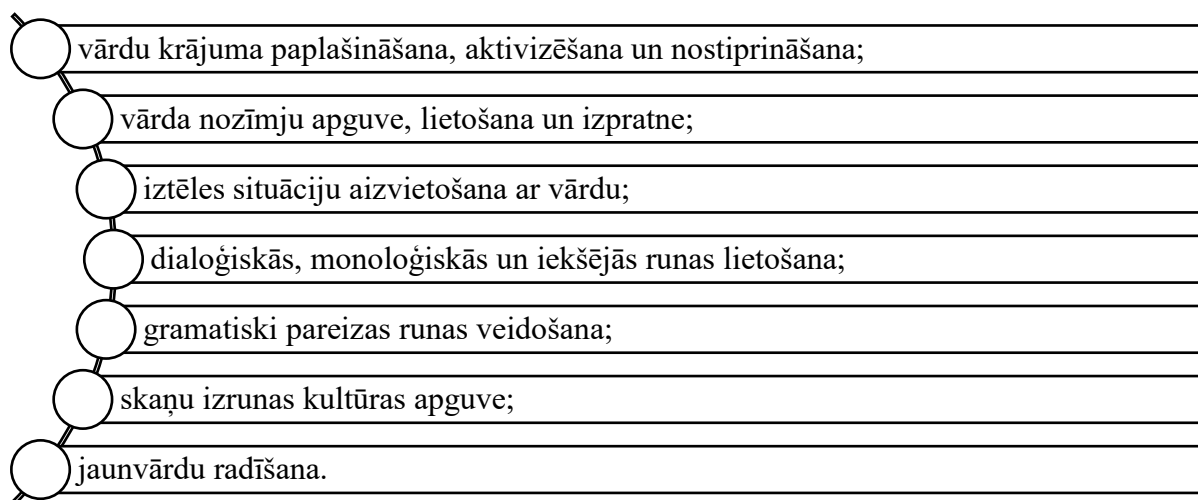 vārdu krājuma paplašināšana, aktivizēšana un nostiprināšana;
vārda nozīmju apguve, lietošana un izpratne;
iztēles situāciju aizvietošana ar vārdu;
dialoģiskās, monoloģiskās un iekšējās runas lietošana;
gramatiski pareizas runas veidošana;
skaņu izrunas kultūras apguve;
jaunvārdu radīšana.